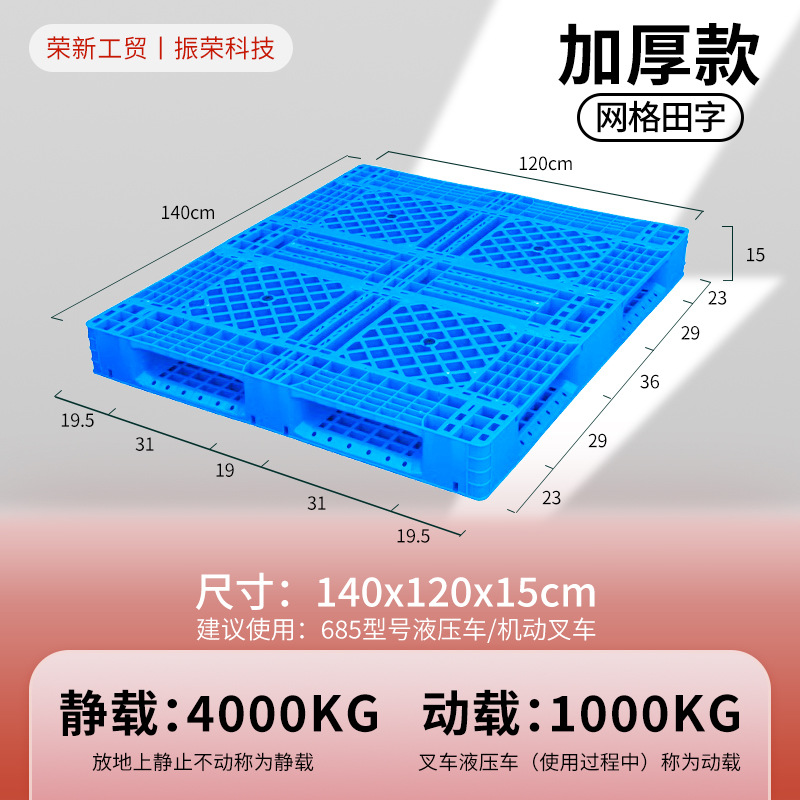 荣新工贸丨振荣科技
加厚款
网格田字
120cm
140cm
15
23
29
36
29
23
19.5
31
19
31
19.5
尺寸：140x120x15cm
建议使用：685型号液压车/机动叉车
静载：4000KG
动载：1000KG
放地上静止不动称为静载
叉车液压车（使用过程中）称为动载